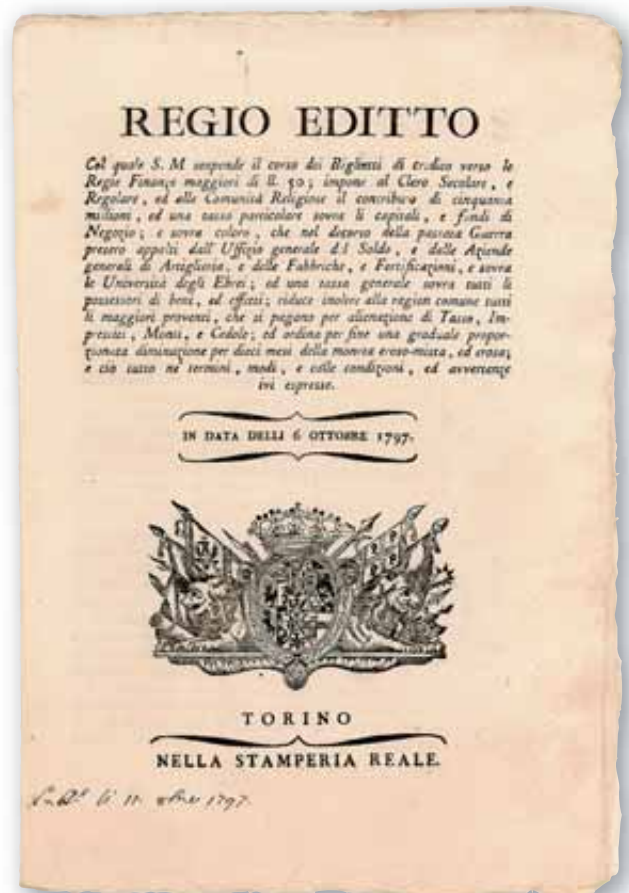 REGIO EDITTO
Col quale S. M sospende il corso dei Biglietti di credito verso le
Regie Finanze maggiori di ll. 50; impone al Clero Secolare, e
Regolare, ed alle Comunità Religiose il contributo di cinquanta
milioni, ed una tassa particolare sovra li capitali, e fondi di
Negozio; e sovra coloro, che nel decorso della passata Guerra
presero appalti dall' Uffizio generale del Soldo, e delle Aziende
generali di Artiglieria, e delle Fabbriche, e Fortificazioni, e sovra
le Università degli Ebrei; ed una tassa generale sovra tutti li
possessori di beni, ed effetti; riduce inoltre alla ragion comune tutti
li maggiori proventi, che si pagano per alienazioni di Tasso, Im-
prestiti, Monti, e Cedole; ed ordina per fine una graduale propor-
zionata diminuzione per dieci mesi della moneta eroso-mista, ed erosa;
e ciò tutto ne' termini, modi, e colle condizioni, ed avvertenze
ivi espresse.
IN DATA DELLI 6 OTTOBRE 1797.
TORINO
NELLA STAMPERIA REALE.
li 11 1797